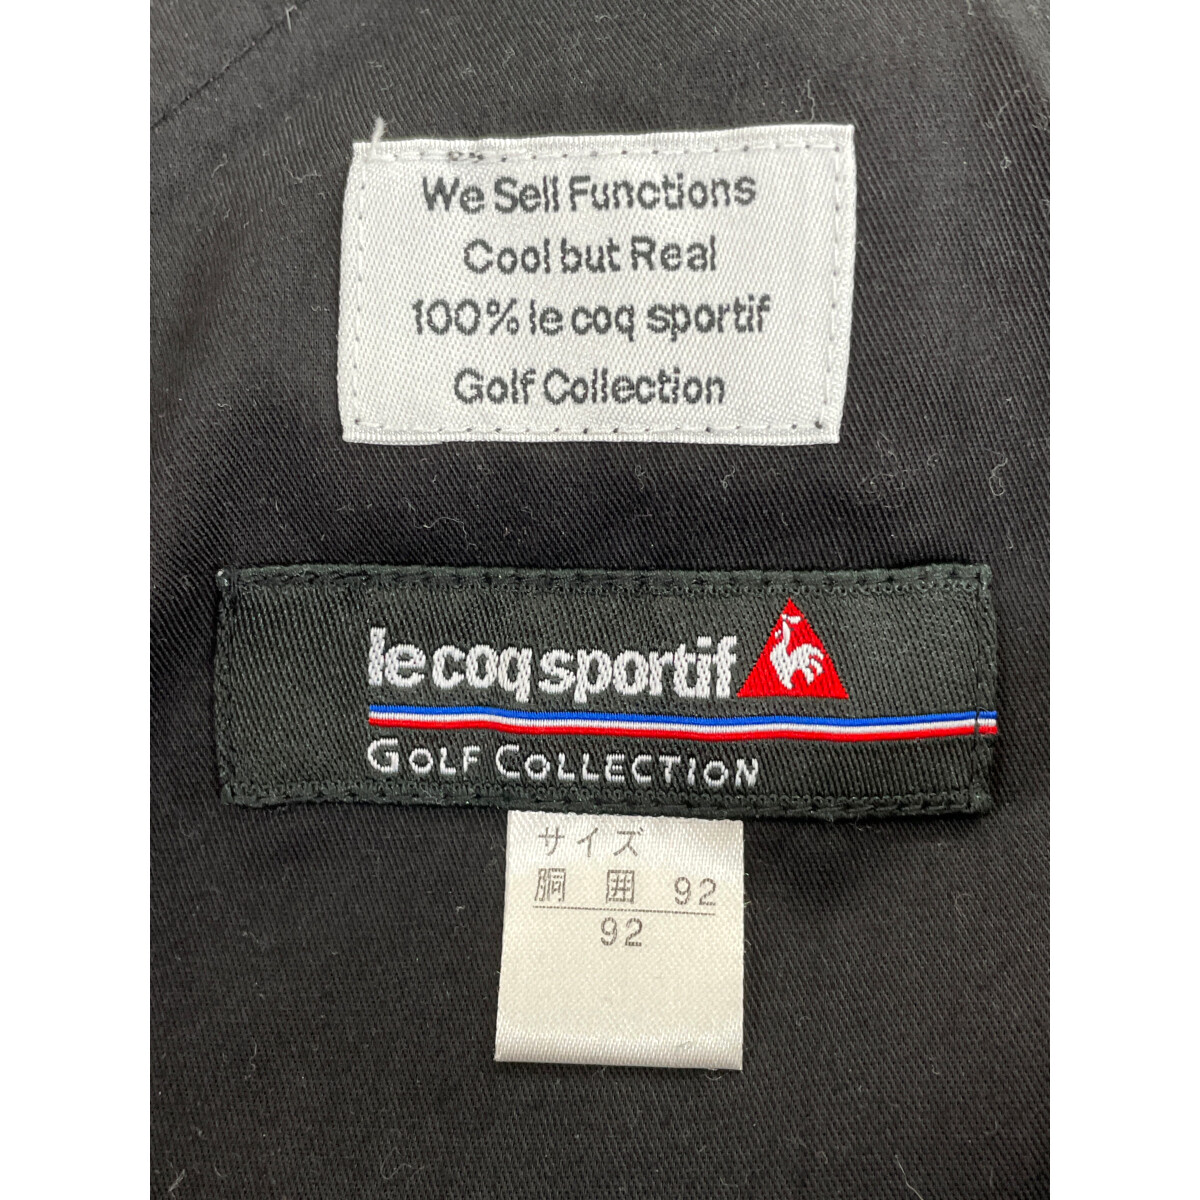 We Sell Functions
Cool but Real
100% le coq sportif
Golf Collection
le coq sportif
GOLF COLLECTION
サイズ
胴囲 92
92